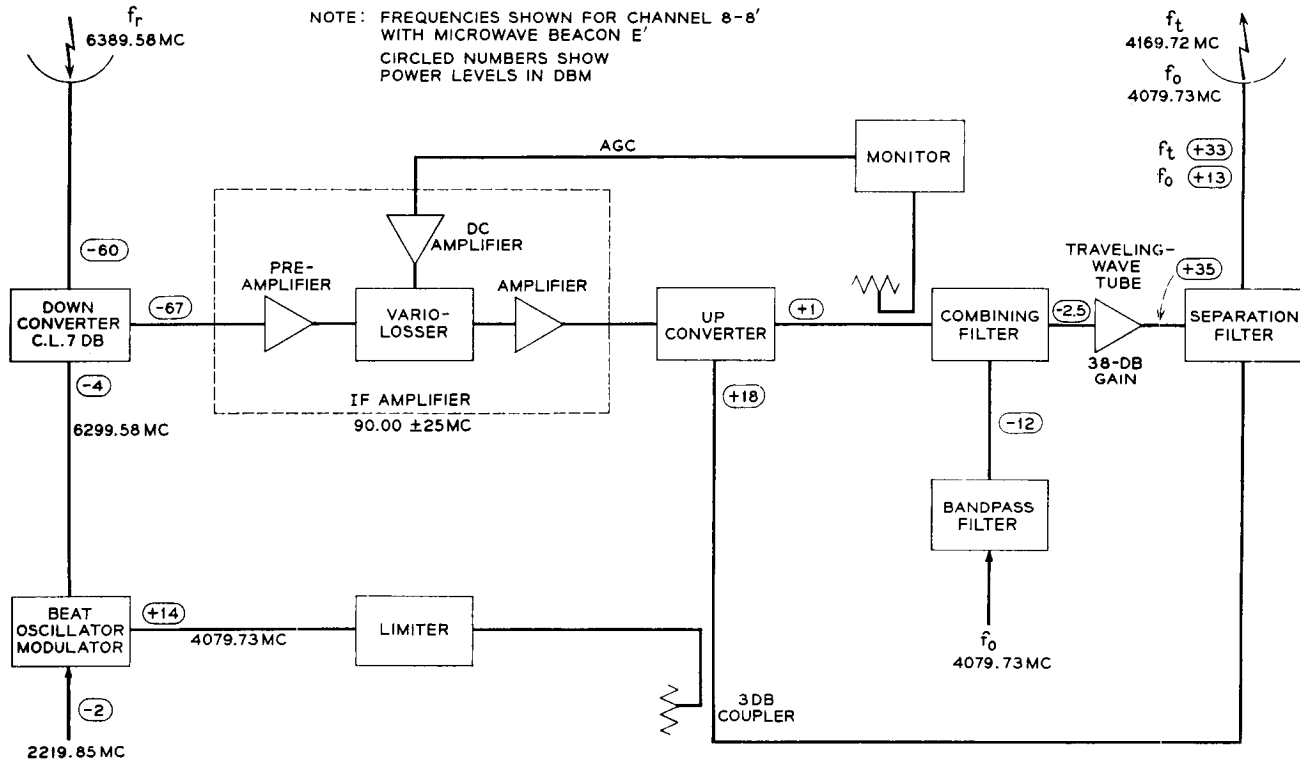 fr
6389.58 MC
NOTE: FREQUENCIES SHOWN FOR CHANNEL 8-8'
WITH MICROWAVE BEACON E'
CIRCLED NUMBERS SHOW
POWER LEVELS IN DBM
ft
4169.72 MC
fo
4079.73 MC
ft +33
fo +13
AGC
MONITOR
DC
AMPLIFIER
-60
DOWN
CONVERTER
C.L.7 DB
-67
PRE-
AMPLIFIER
VARIO-
LOSSER
AMPLIFIER
IF AMPLIFIER
90.00 ±25MC
UP
CONVERTER
+1
COMBINING
FILTER
-2.5
TRAVELING-
WAVE
TUBE
38-DB
GAIN
+35
SEPARATION
FILTER
-4
6299.58 MC
+18
-12
BANDPASS
FILTER
fo
4079.73 MC
BEAT
OSCILLATOR
MODULATOR
+14
4079.73 MC
LIMITER
3 DB
COUPLER
-2
2219.85 MC